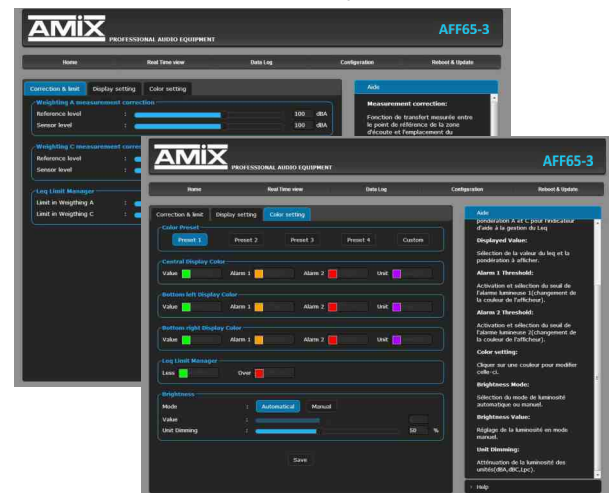 AMIX
PROFESSIONAL AUDIO EQUIPMENT
AFF65-3
Home Real Time view Data Log Configuration Reboot & Update
Correction & limit Display setting Color setting
Weighting A measurement correction
Reference level : 100 dBA
Sensor level : 100 dBA
Weighting C measurement corre
Reference level :
Sensor level :
Leq Limit Manager
Limit in Weigthing A :
Limit in Weigthing C :
Aide
Measurement correction:
Fonction de transfert mesurée entre
le point de référence de la zone
d'écoute et l'emplacement du
AMIX
PROFESSIONAL AUDIO EQUIPMENT
AFF65-3
Home Real Time view Data Log Configuration Reboot & Update
Correction & limit Display setting Color setting
Color Preset
Preset 1 Preset 2 Preset 3 Preset 4 Custom
Central Display Color
Value Alarm 1 Alarm 2 Unit
Bottom left Display Color
Value Alarm 1 Alarm 2 Unit
Bottom right Display Color
Value Alarm 1 Alarm 2 Unit
Leq Limit Manager
Less Over
Brightness
Mode : Automatical Manual
Value :
Unit Dimming : 50 %
Save
Aide
pondération A et C pour l'indicateur
d'aide à la gestion du Leq
Displayed Value:
Sélection de la valeur du leq et la
pondération à afficher.
Alarm 1 Threshold:
Activation et sélection du seuil de
l'alarme lumineuse 1(changement de
la couleur de l'afficheur).
Alarm 2 Threshold:
Activation et sélection du seuil de
l'alarme lumineuse 2(changement de
la couleur de l'afficheur).
Color setting:
Cliquer sur une couleur pour modifier
celle-ci.
Brightness Mode:
Sélection du mode de luminosité
automatique ou manuel.
Brightness Value:
Réglage de la luminosité en mode
manuel.
Unit Dimming:
Atténuation de la luminosité des
unités(dBA,dBC,Lpc).
Help